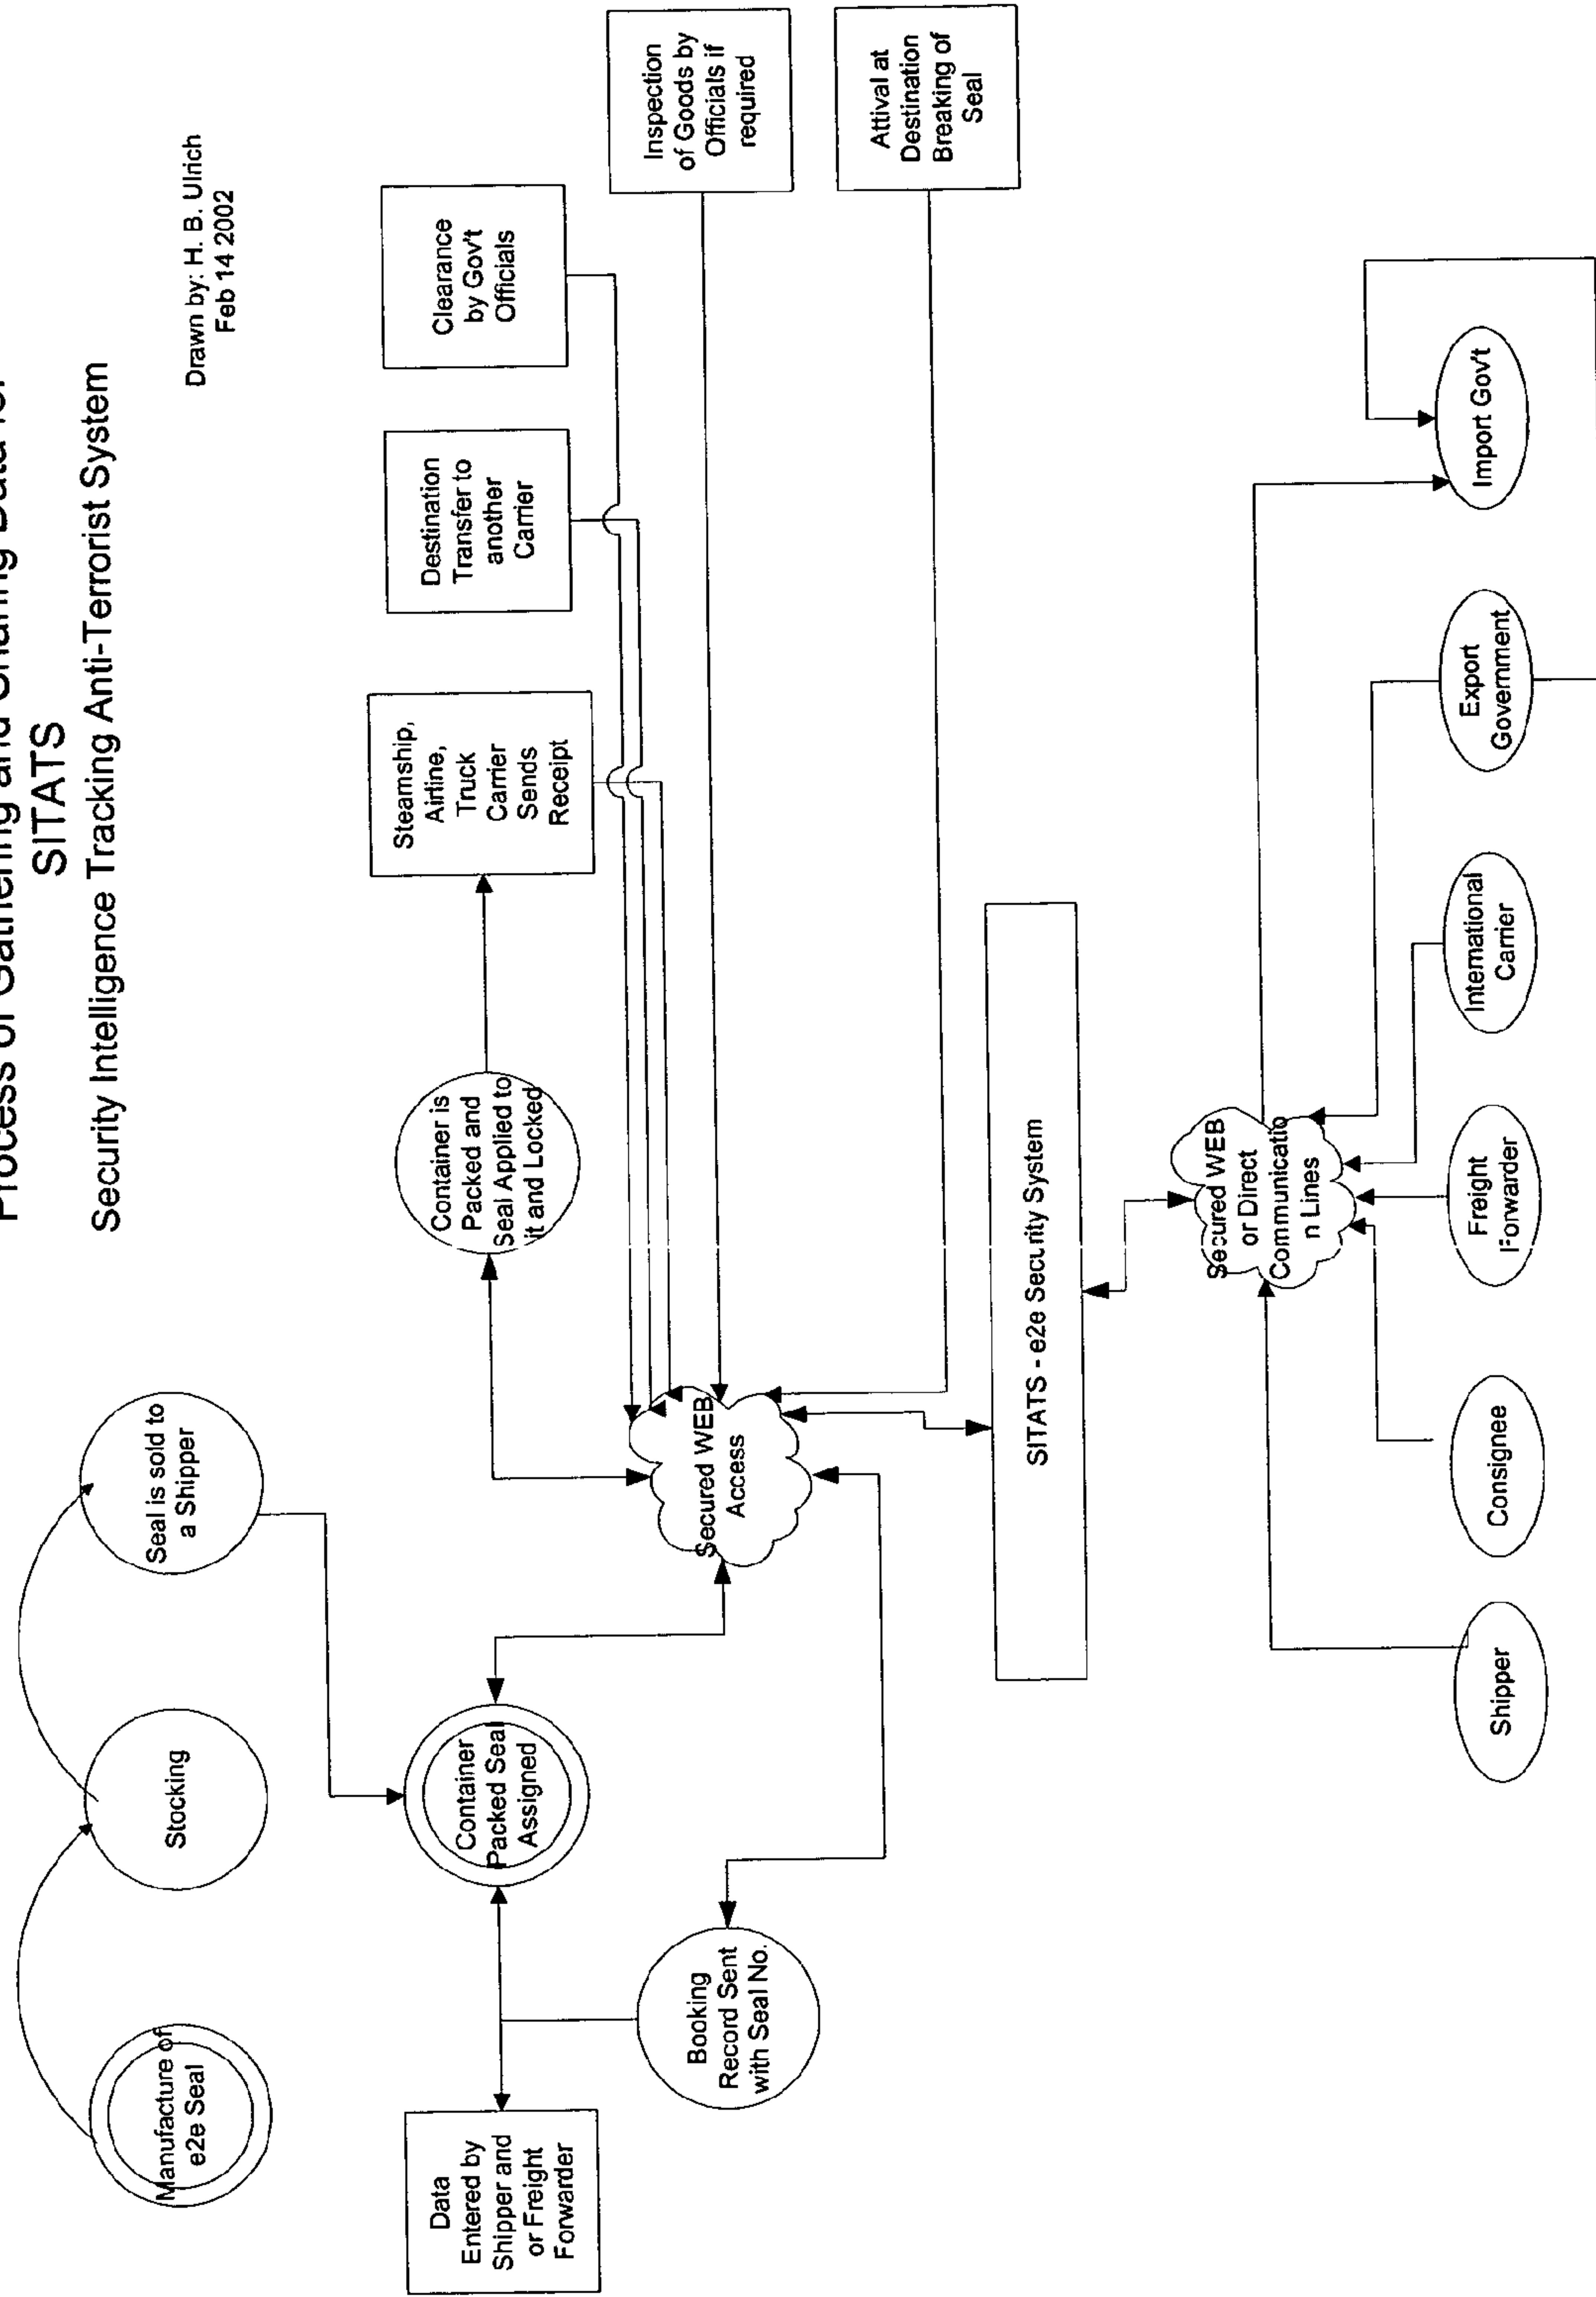 Process of Gathering and Sharing Data for
SITATS
Security Intelligence Tracking Anti-Terrorist System
Drawn by: H. B. Ulrich
Feb 14 2002
Manufacture of
e2e Seal
Stocking
Seal is sold to
a Shipper
Data
Entered by
Shipper and
or Freight
Forwarder
Container
Packed Seal
Assigned
Container is
Packed and
Seal Applied to
it and Locked
Steamship,
Airline,
Truck
Carrier
Sends
Receipt
Destination
Transfer to
another
Carrier
Clearance
by Gov't
Officials
Booking
Record Sent
with Seal No.
Secured WEB
Access
Inspection
of Goods by
Officials if
required
Attival at
Destination
Breaking of
Seal
SITATS - e2e Security System
Secured WEB
or Direct
Communicatio
n Lines
Shipper
Consignee
Freight
Forwarder
International
Carrier
Export
Government
Import Gov't